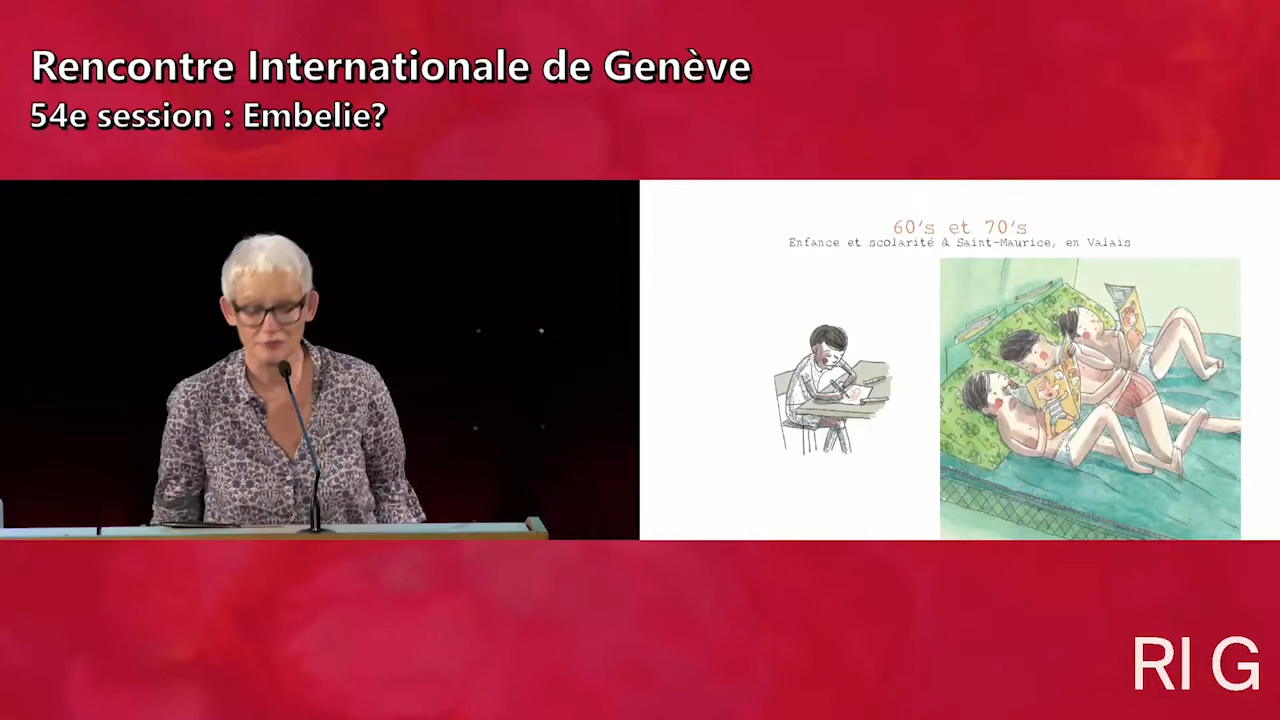 Rencontre Internationale de Genève
54e session : Embelie?
60's et 70's
Enfance et scolarité à Saint-Maurice, en Valais
RIG